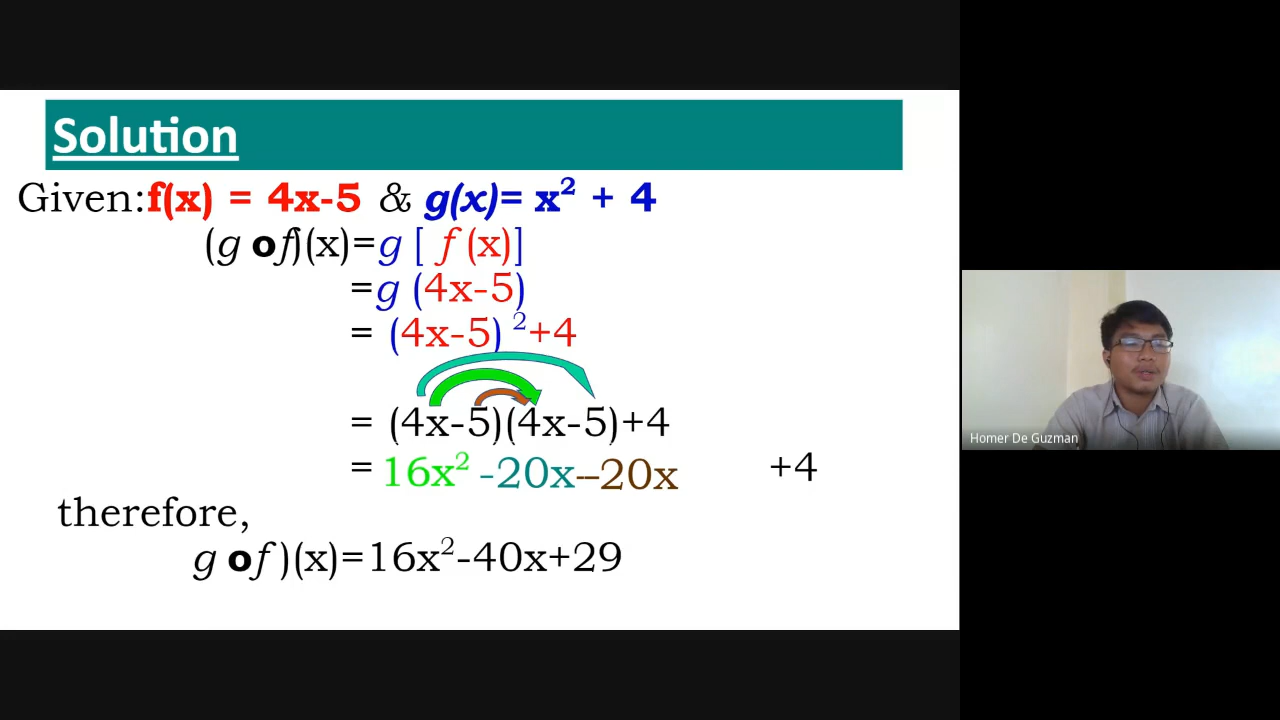 Solution
Given:f(x) = 4x-5 & g(x)= x² + 4
(g o f)(x)=g [ f (x)]
=g (4x-5)
= (4x-5) ²+4
= (4x-5)(4x-5)+4
= 16x² -20x--20x +4
therefore,
g o f )(x)=16x²-40x+29
Homer De Guzman